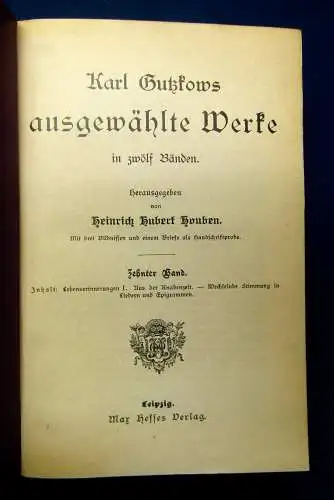 Karl Gutzkows
ausgewählte Werke
in zwölf Bänden.
Herausgegeben
von
Heinrich Hubert Houben.
Mit drei Bildnissen und einem Briefe als Handschriftprobe.
Zehnter Band.
Inhalt: Lebenserinnerungen I. Aus der Knabenzeit. — Wechselnde Stimmung in
Liedern und Epigrammen.
Leipzig.
Max Hesses Verlag.